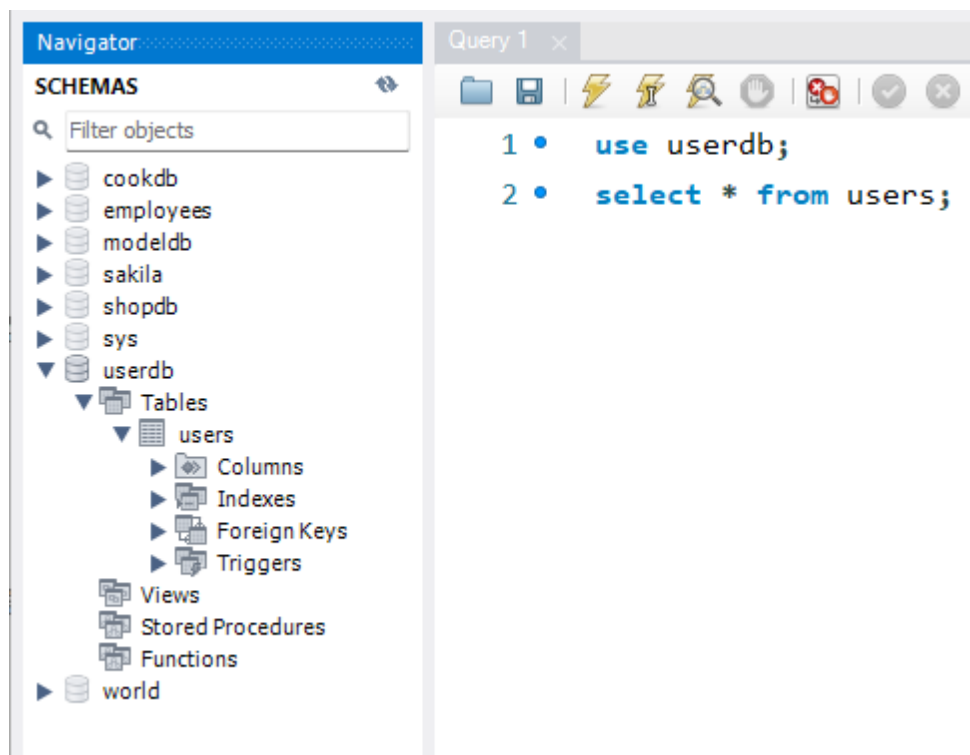 Navigator
SCHEMAS
Filter objects
cookdb
employees
modeldb
sakila
shopdb
sys
userdb
Tables
users
Columns
Indexes
Foreign Keys
Triggers
Views
Stored Procedures
Functions
world
Query 1
1 use userdb;
2 select * from users;